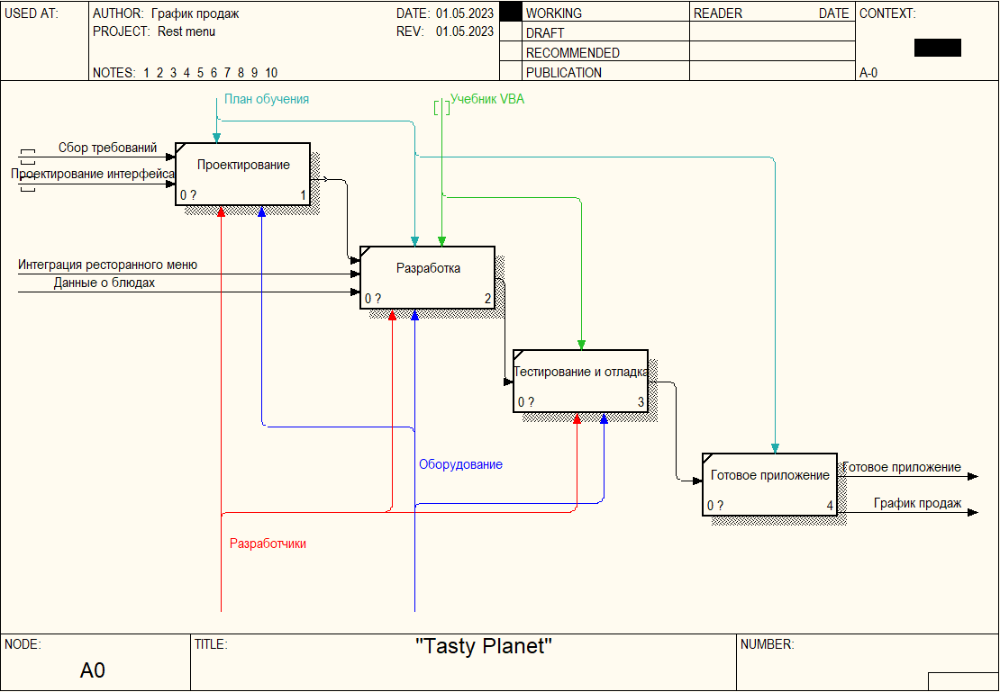 USED AT:
AUTHOR: График продаж
DATE: 01.05.2023
PROJECT: Rest menu
REV: 01.05.2023
NOTES: 1 2 3 4 5 6 7 8 9 10
WORKING
DRAFT
RECOMMENDED
PUBLICATION
READER DATE
CONTEXT:
A-0
План обучения
Учебник VBA
Сбор требований
Проектирование интерфейса
Проектирование
0 ? 1
Интеграция ресторанного меню
Данные о блюдах
Разработка
0 ? 2
Тестирование и отладка
0 ? 3
Оборудование
Готовое приложение
0 ? 4
Готовое приложение
График продаж
Разработчики
NODE:
A0
TITLE:
"Tasty Planet"
NUMBER: